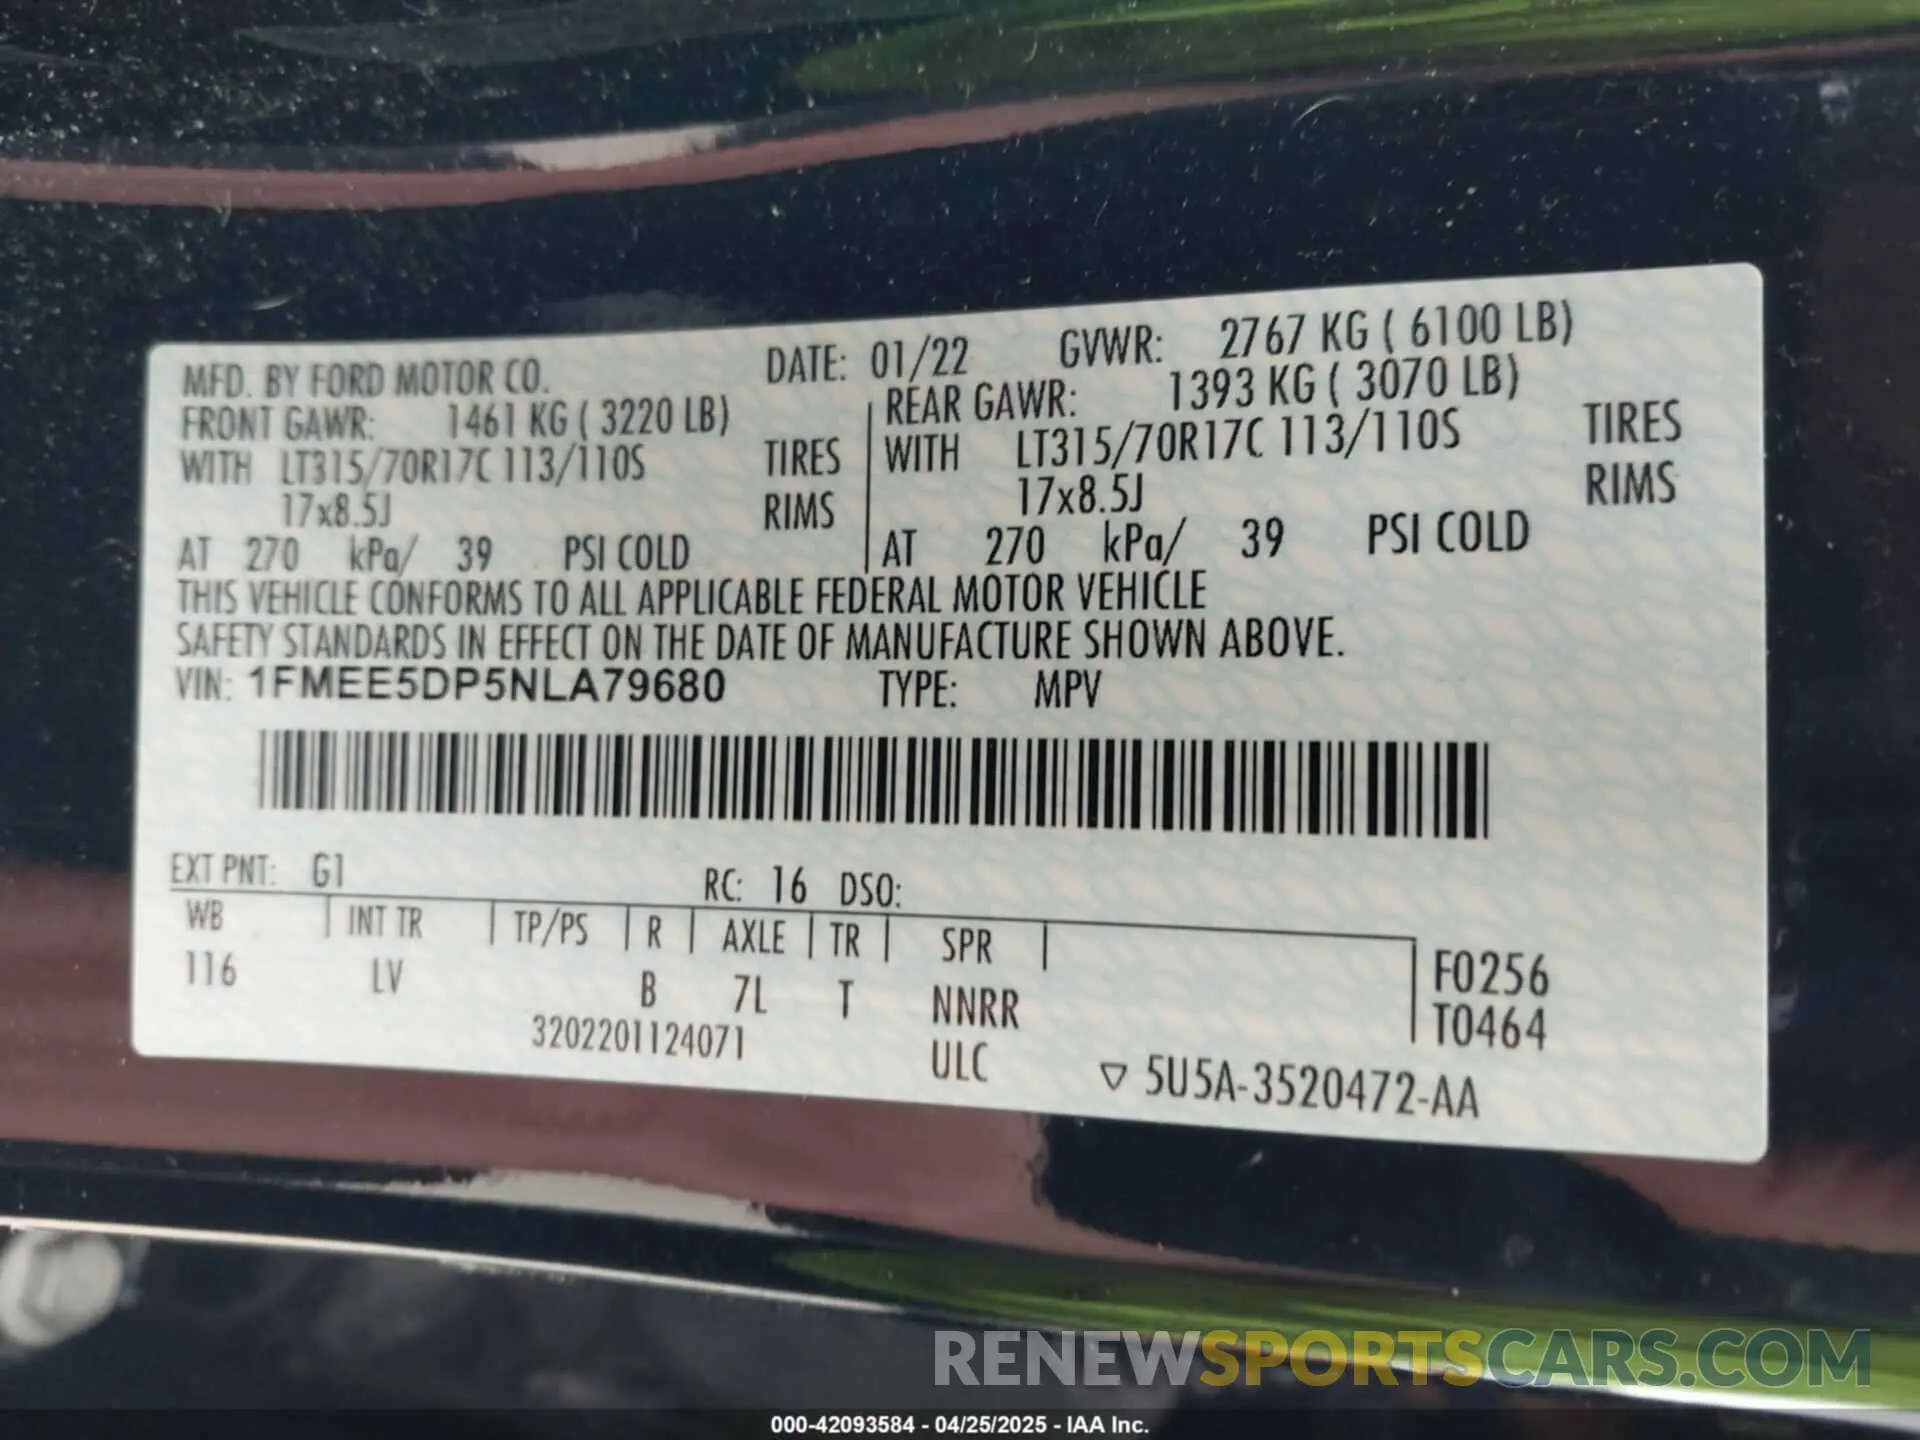 MFD. BY FORD MOTOR CO. DATE: 01/22 GVWR: 2767 KG ( 6100 LB)
FRONT GAWR: 1461 KG ( 3220 LB) REAR GAWR: 1393 KG ( 3070 LB)
WITH LT315/70R17C 113/110S TIRES WITH LT315/70R17C 113/110S TIRES
17x8.5J RIMS 17x8.5J RIMS
AT 270 kPa/ 39 PSI COLD AT 270 kPa/ 39 PSI COLD
THIS VEHICLE CONFORMS TO ALL APPLICABLE FEDERAL MOTOR VEHICLE
SAFETY STANDARDS IN EFFECT ON THE DATE OF MANUFACTURE SHOWN ABOVE.
VIN: 1FMEE5DP5NLA79680 TYPE: MPV
EXT PNT: G1 RC: 16 DSO:
WB INT TR TP/PS R AXLE TR SPR F0256
116 LV B 7L T NNRR T0464
3202201124071 ULC ▽ 5U5A-3520472-AA
RENEWSPORTSCARS.COM
000-42093584 - 04/25/2025 - IAA Inc.